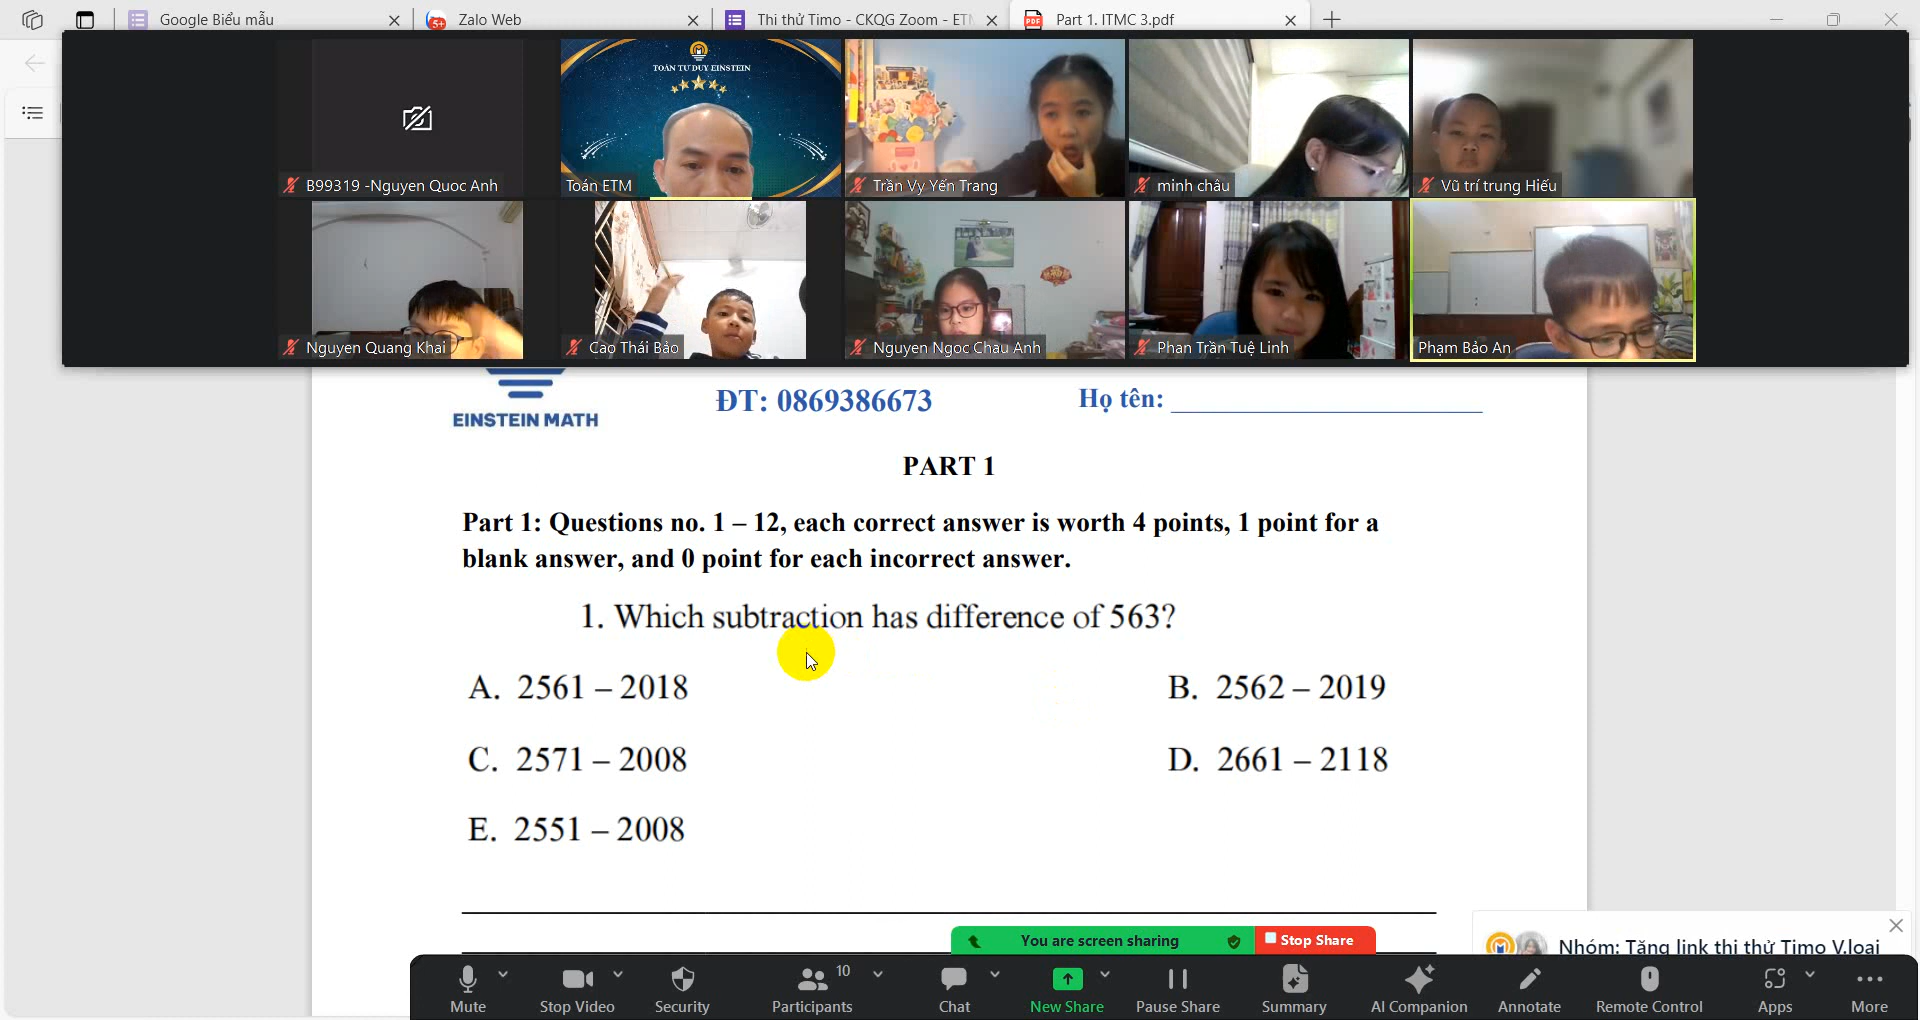 Google Biểu mẫu
5+
Zalo Web
Thi thử Timo - CKQG Zoom - ETM
PDF
Part 1. ITMC 3.pdf
TOÁN TƯ DUY EINSTEIN
B99319 -Nguyen Quoc Anh
Toán ETM
Trần Vy Yến Trang
minh châu
Vũ trí trung Hiếu
Nguyen Quang Khai
Cao Thái Bảo
Nguyen Ngoc Chau Anh
Phan Trần Tuệ Linh
Phạm Bảo An
EINSTEIN MATH
ĐT: 0869386673
Họ tên: 
PART 1
Part 1: Questions no. 1 – 12, each correct answer is worth 4 points, 1 point for a
blank answer, and 0 point for each incorrect answer.
1. Which subtraction has difference of 563?
A. 2561 – 2018
B. 2562 – 2019
C. 2571 – 2008
D. 2661 – 2118
E. 2551 – 2008
You are screen sharing
Stop Share
Nhóm: Tăng link thi thử Timo V.loại
Mute
Stop Video
Security
Participants
10
Chat
New Share
Pause Share
Summary
AI Companion
Annotate
Remote Control
Apps
More